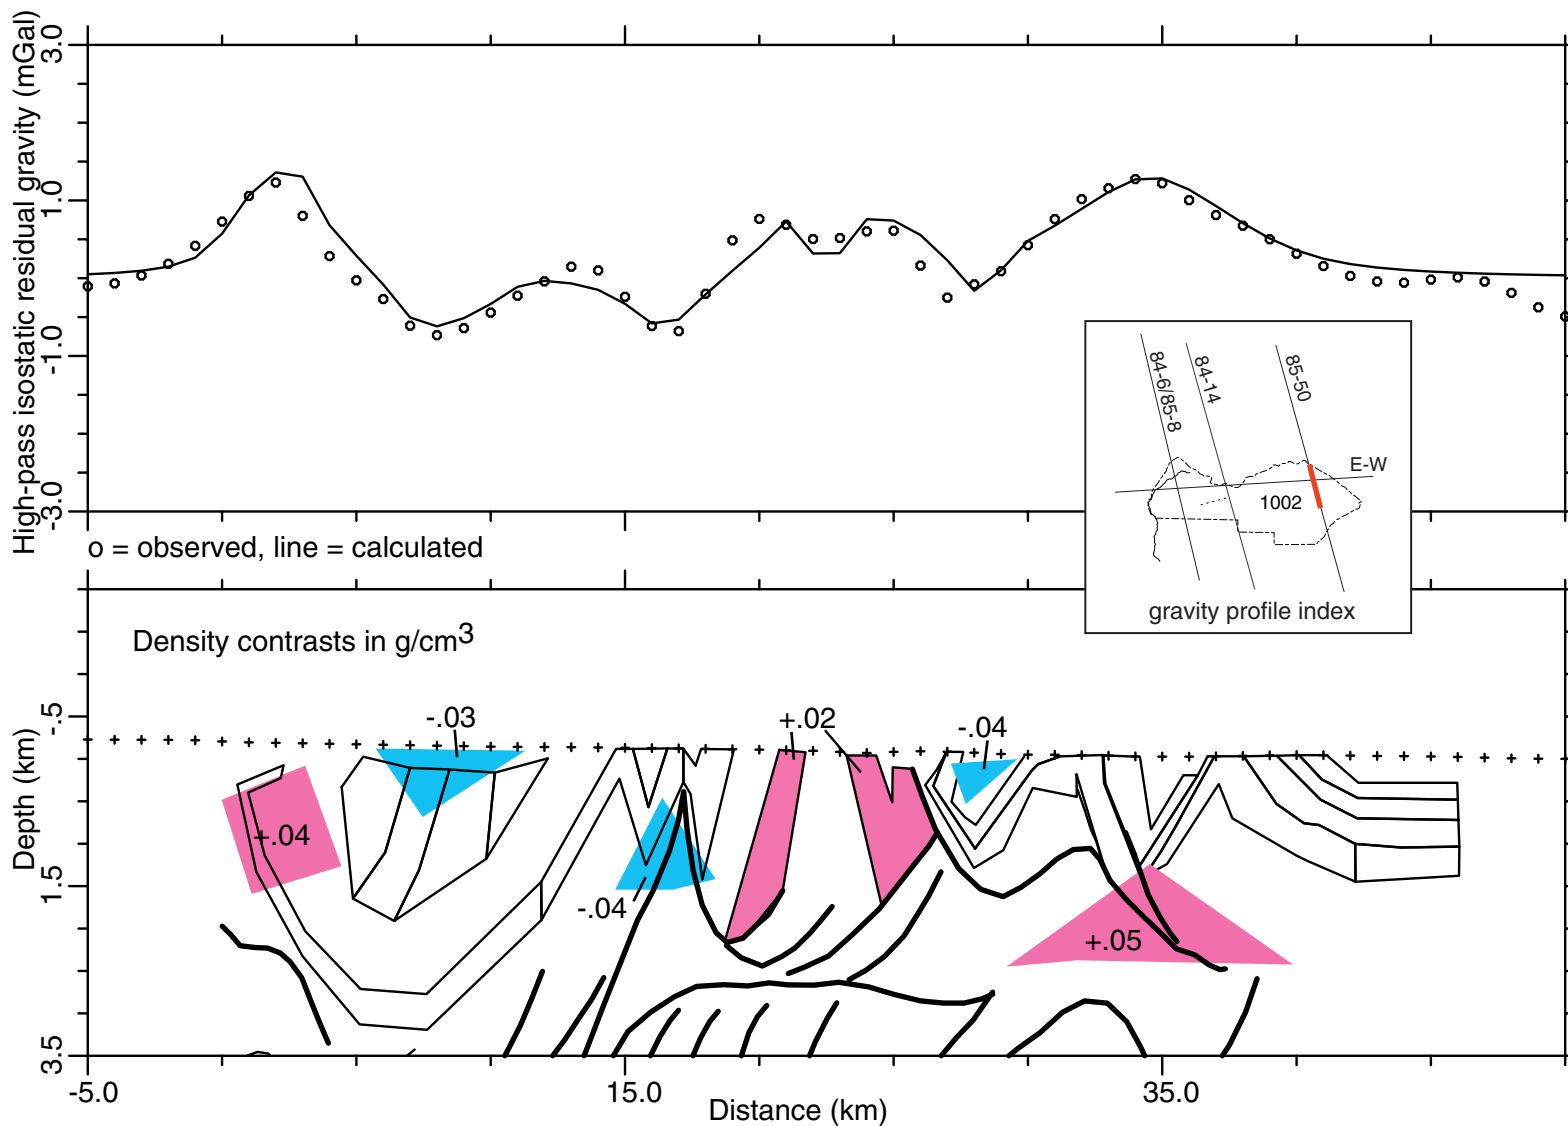 High-pass isostatic residual gravity (mGal)
3.0
1.0
-1.0
-3.0
o = observed, line = calculated
84-6/85-8
84-14
85-50
E-W
1002
gravity profile index
Density contrasts in g/cm3
Depth (km)
-.5
1.5
3.5
-.03
+.02
-.04
+.04
-.04
+.05
-5.0
15.0
35.0
Distance (km)